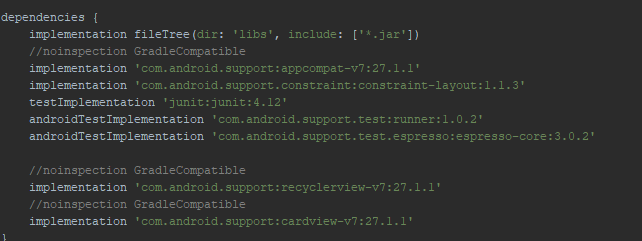 dependencies {
    implementation fileTree(dir: 'libs', include: ['*.jar'])
    //noinspection GradleCompatible
    implementation 'com.android.support:appcompat-v7:27.1.1'
    implementation 'com.android.support.constraint:constraint-layout:1.1.3'
    testImplementation 'junit:junit:4.12'
    androidTestImplementation 'com.android.support.test:runner:1.0.2'
    androidTestImplementation 'com.android.support.test.espresso:espresso-core:3.0.2'

    //noinspection GradleCompatible
    implementation 'com.android.support:recyclerview-v7:27.1.1'
    //noinspection GradleCompatible
    implementation 'com.android.support:cardview-v7:27.1.1'
}